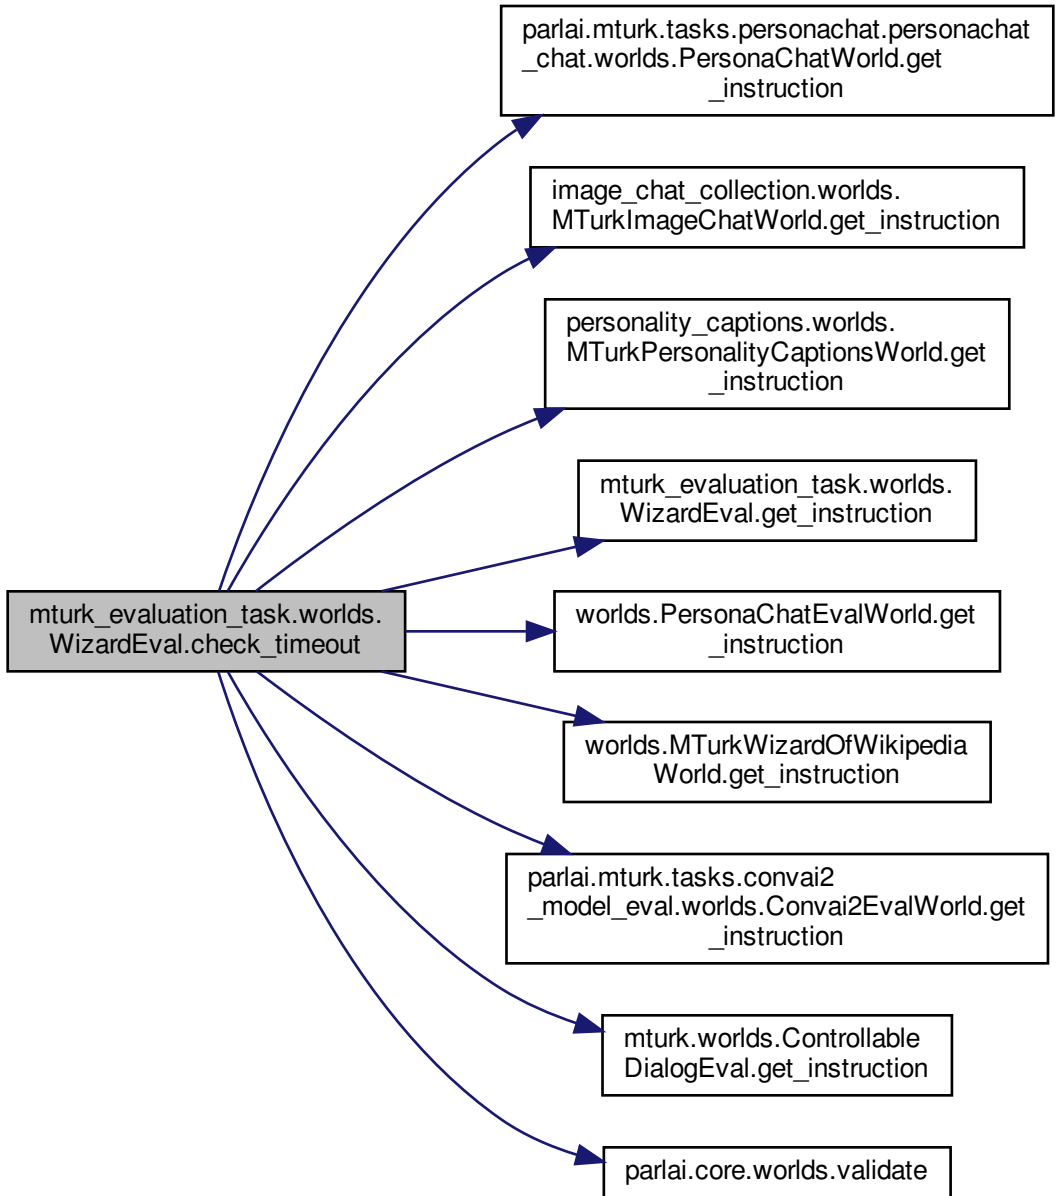 parlai.mturk.tasks.personachat.personachat
_chat.worlds.PersonaChatWorld.get
_instruction
image_chat_collection.worlds.
MTurkImageChatWorld.get_instruction
personality_captions.worlds.
MTurkPersonalityCaptionsWorld.get
_instruction
mturk_evaluation_task.worlds.
WizardEval.get_instruction
mturk_evaluation_task.worlds.
WizardEval.check_timeout
worlds.PersonaChatEvalWorld.get
_instruction
worlds.MTurkWizardOfWikipedia
World.get_instruction
parlai.mturk.tasks.convai2
_model_eval.worlds.Convai2EvalWorld.get
_instruction
mturk.worlds.Controllable
DialogEval.get_instruction
parlai.core.worlds.validate